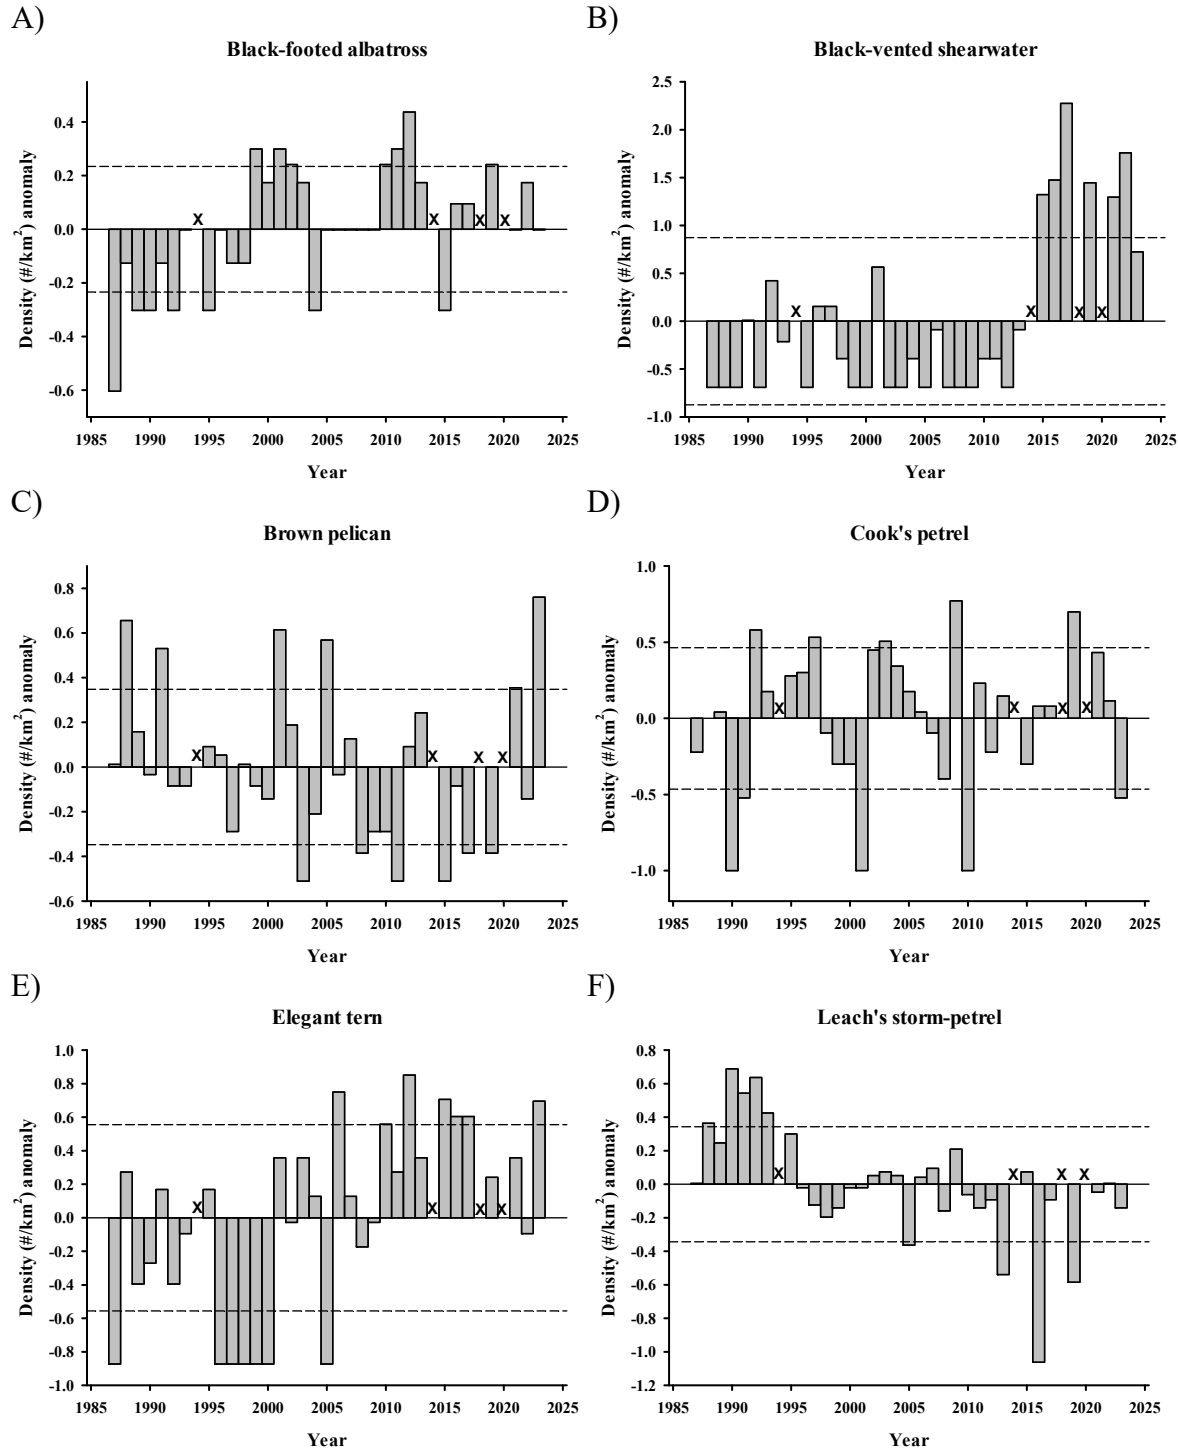 A)
Black-footed albatross
Density (#/km²) anomaly
0.4
0.2
0.0
-0.2
-0.4
-0.6
X X X X
1985 1990 1995 2000 2005 2010 2015 2020 2025
Year
B)
Black-vented shearwater
Density (#/km²) anomaly
2.5
2.0
1.5
1.0
0.5
0.0
-0.5
-1.0
X X X X
1985 1990 1995 2000 2005 2010 2015 2020 2025
Year
C)
Brown pelican
Density (#/km²) anomaly
0.8
0.6
0.4
0.2
0.0
-0.2
-0.4
-0.6
X X X X
1985 1990 1995 2000 2005 2010 2015 2020 2025
Year
D)
Cook's petrel
Density (#/km²) anomaly
1.0
0.5
0.0
-0.5
-1.0
X X X X
1985 1990 1995 2000 2005 2010 2015 2020 2025
Year
E)
Elegant tern
Density (#/km²) anomaly
1.0
0.8
0.6
0.4
0.2
0.0
-0.2
-0.4
-0.6
-0.8
-1.0
X X X X
1985 1990 1995 2000 2005 2010 2015 2020 2025
Year
F)
Leach's storm-petrel
Density (#/km²) anomaly
0.8
0.6
0.4
0.2
0.0
-0.2
-0.4
-0.6
-0.8
-1.0
-1.2
X X X X
1985 1990 1995 2000 2005 2010 2015 2020 2025
Year